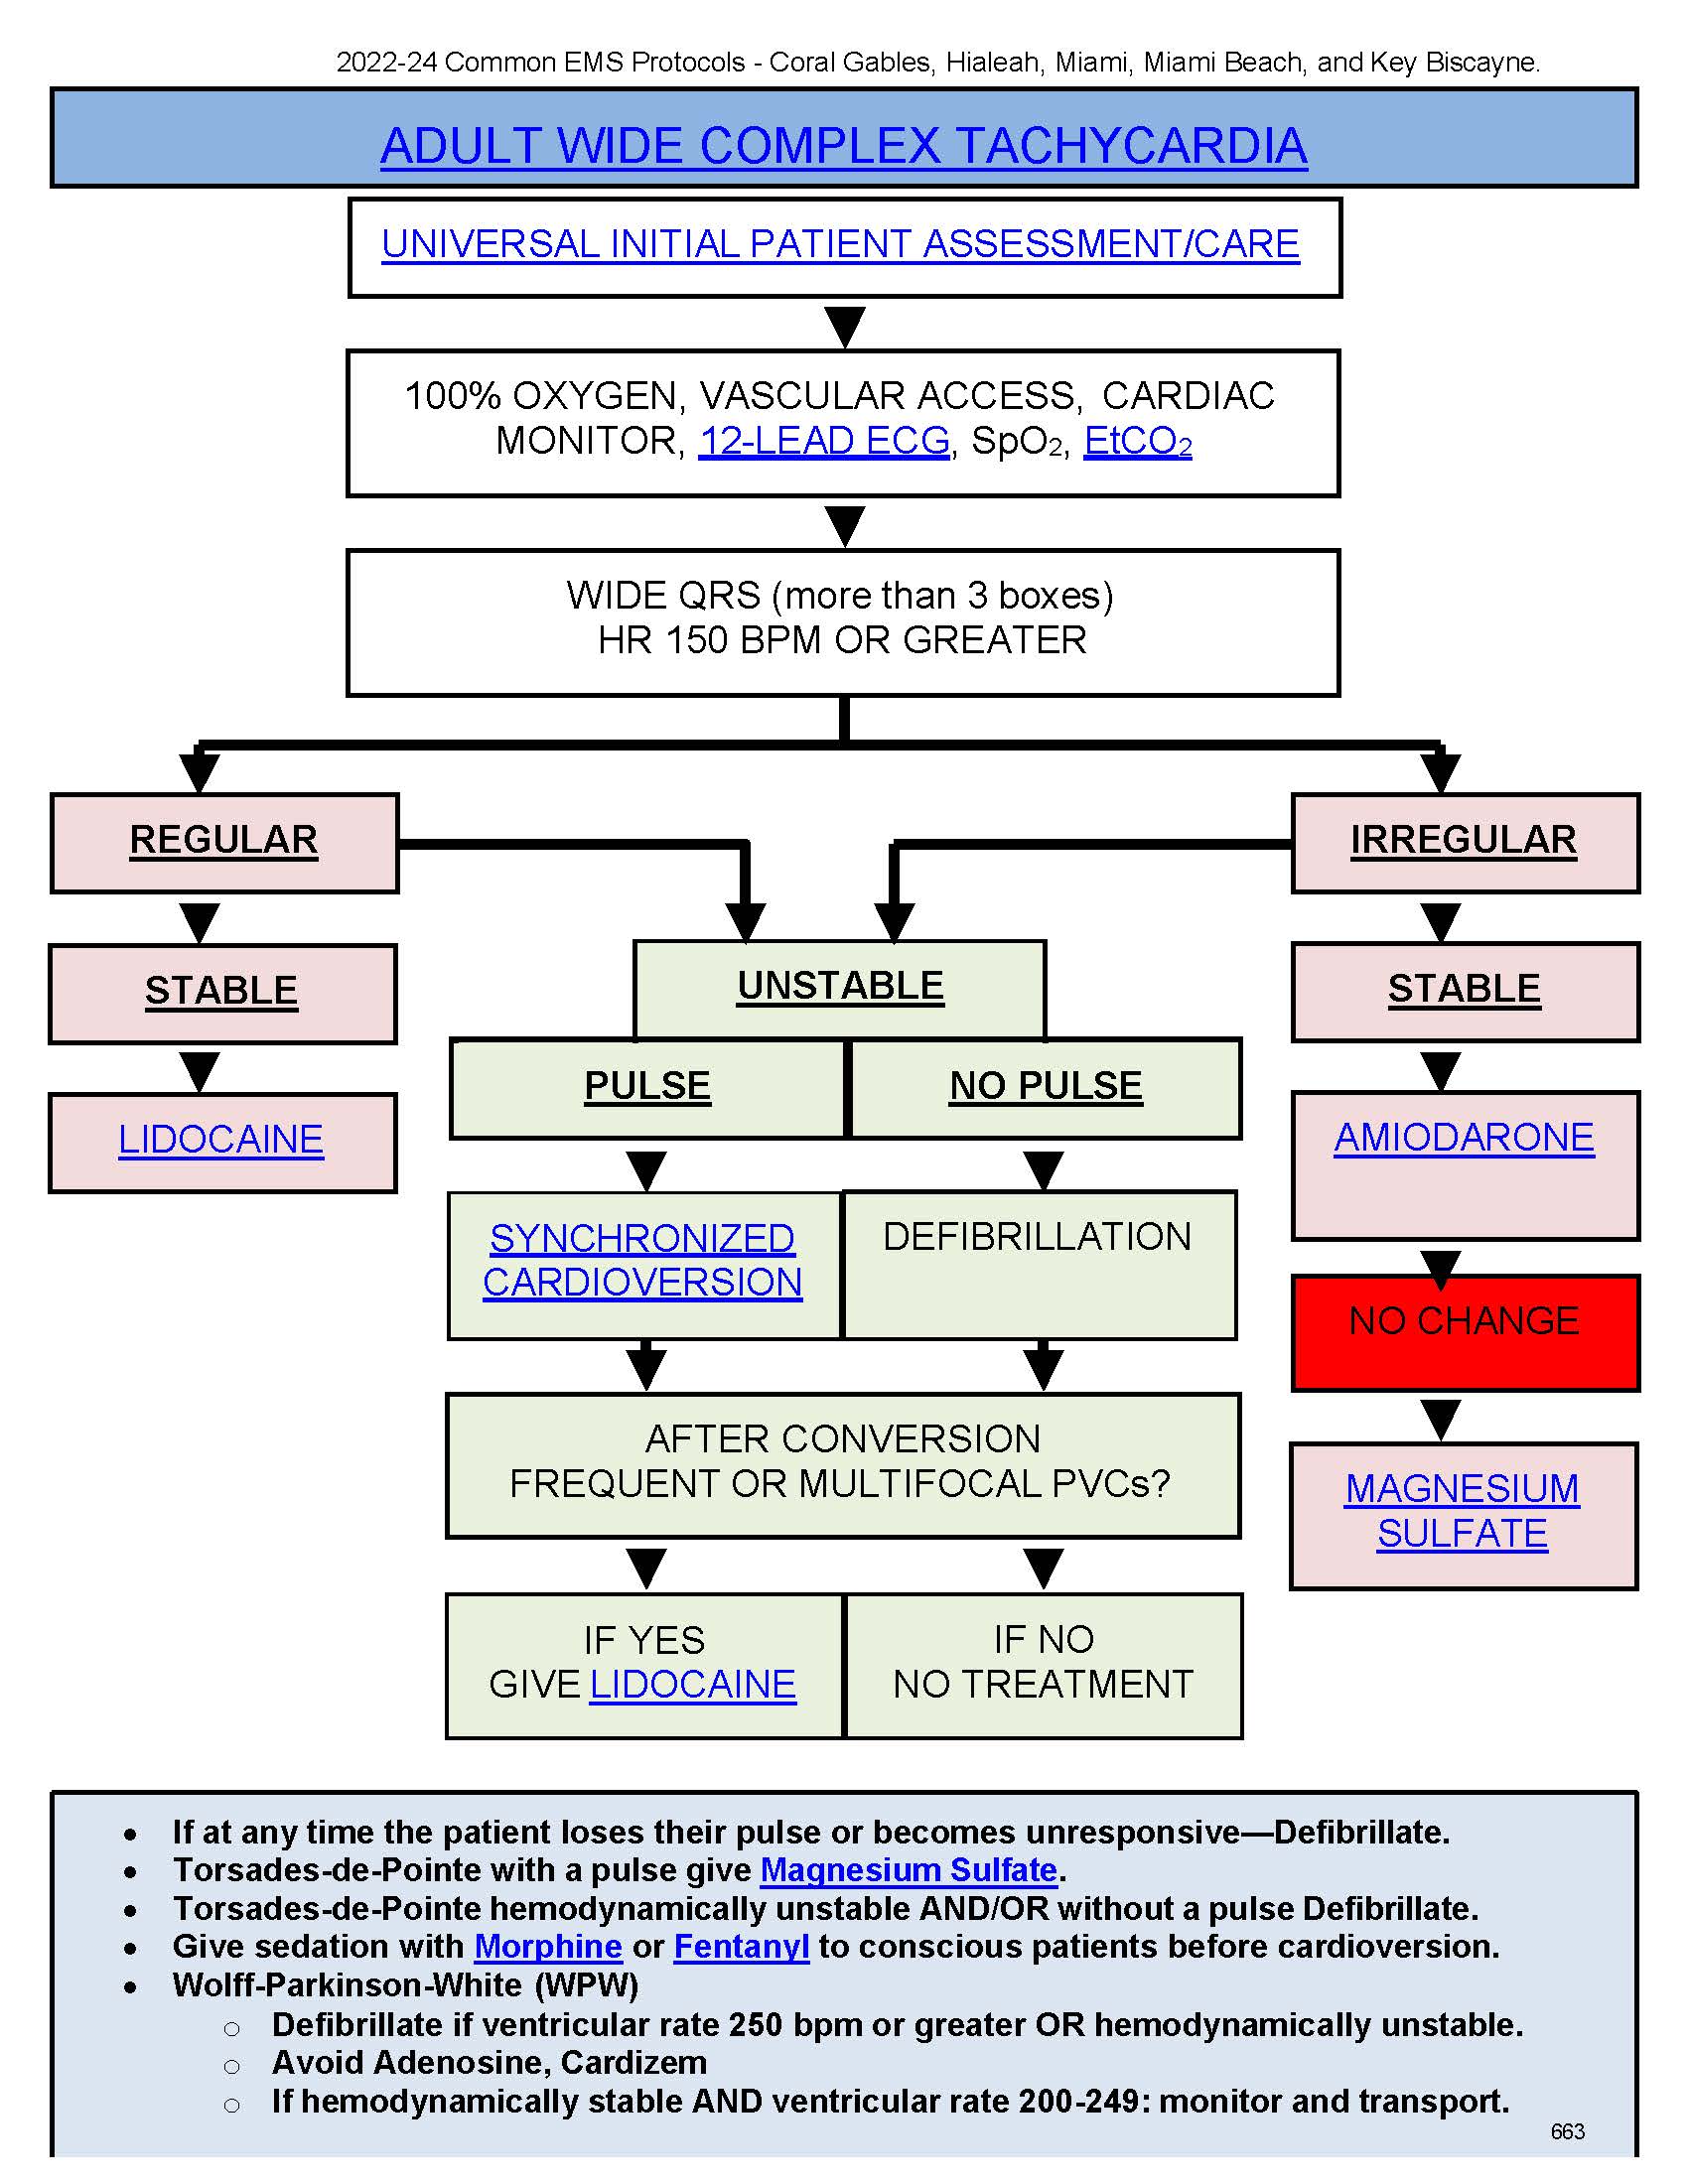 2022-24 Common EMS Protocols - Coral Gables, Hialeah, Miami, Miami Beach, and Key Biscayne.
ADULT WIDE COMPLEX TACHYCARDIA
UNIVERSAL INITIAL PATIENT ASSESSMENT/CARE
100% OXYGEN, VASCULAR ACCESS, CARDIAC
MONITOR, 12-LEAD ECG, SpO₂, EtCO₂
WIDE QRS (more than 3 boxes)
HR 150 BPM OR GREATER
REGULAR
IRREGULAR
STABLE
UNSTABLE
STABLE
PULSE
NO PULSE
LIDOCAINE
AMIODARONE
SYNCHRONIZED
CARDIOVERSION
DEFIBRILLATION
NO CHANGE
AFTER CONVERSION
FREQUENT OR MULTIFOCAL PVCs?
MAGNESIUM
SULFATE
IF YES
GIVE LIDOCAINE
IF NO
NO TREATMENT
• If at any time the patient loses their pulse or becomes unresponsive—Defibrillate.
• Torsades-de-Pointe with a pulse give Magnesium Sulfate.
• Torsades-de-Pointe hemodynamically unstable AND/OR without a pulse Defibrillate.
• Give sedation with Morphine or Fentanyl to conscious patients before cardioversion.
• Wolff-Parkinson-White (WPW)
o Defibrillate if ventricular rate 250 bpm or greater OR hemodynamically unstable.
o Avoid Adenosine, Cardizem
o If hemodynamically stable AND ventricular rate 200-249: monitor and transport.
663